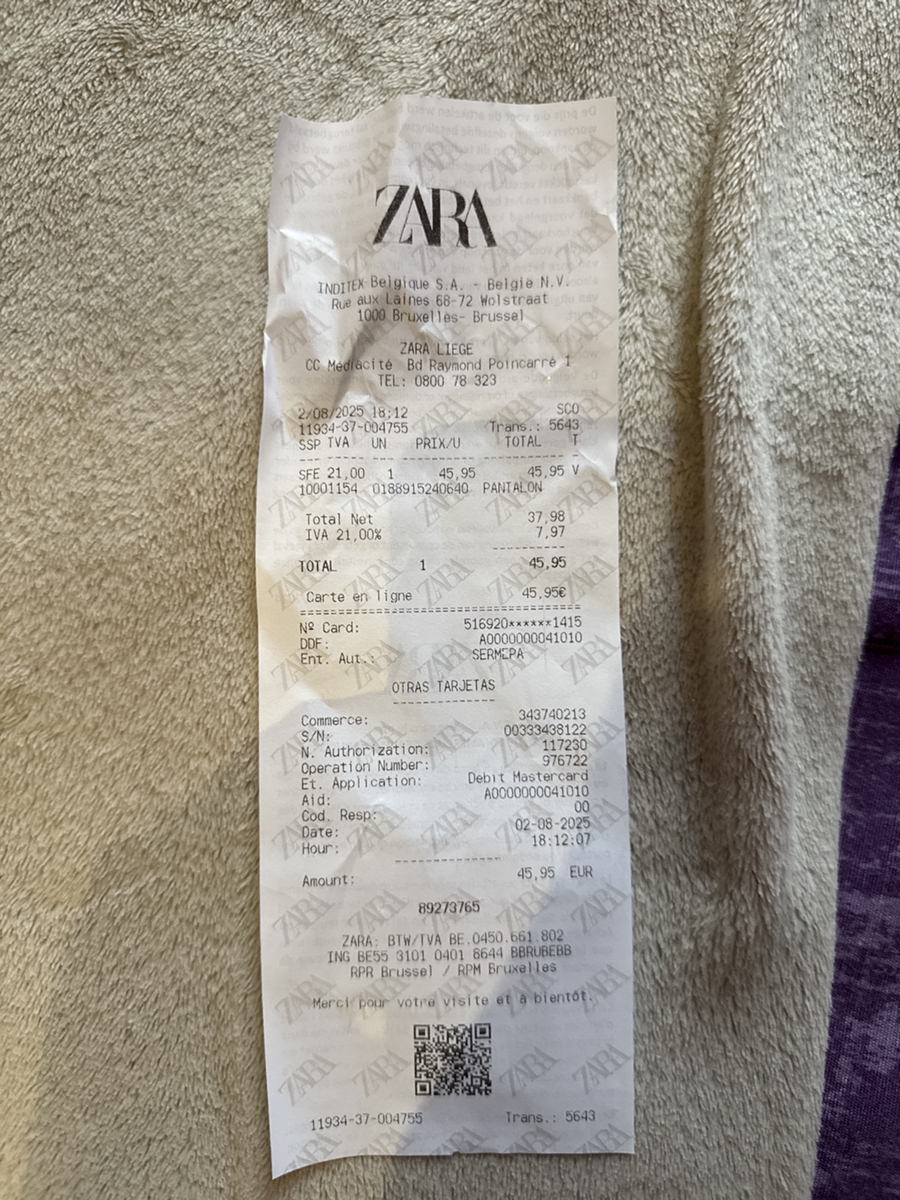 ZARA
INDITEX Belgique S.A. - Belgie N.V.
Rue aux Laines 68-72 Wolstraat
1000 Bruxelles- Brussel
ZARA LIEGE
CC Médiacité Bd Raymond Poincarré 1
TEL: 0800 78 323
2/08/2025 18:12 SCO
11934-37-004755 Trans.: 5643
SSP TVA UN PRIX/U TOTAL T
SFE 21,00 1 45,95 45,95 V
10001154 0188915240640 PANTALON
Total Net 37,98
IVA 21,00% 7,97
TOTAL 1 45,95
Carte en ligne 45,95€
Nº Card: 516920******1415
DDF: A0000000041010
Ent. Aut.: SERMEPA
OTRAS TARJETAS
Commerce: 343740213
S/N: 00333438122
N. Authorization: 117230
Operation Number: 976722
Et. Application: Debit Mastercard
Aid: A0000000041010
Cod. Resp: 00
Date: 02-08-2025
Hour: 18:12:07
Amount: 45,95 EUR
89273765
ZARA: BTW/TVA BE.0450.661.802
ING BE55 3101 0401 8644 BBRUBEBB
RPR Brussel / RPM Bruxelles
Merci pour votre visite et à bientôt.
11934-37-004755 Trans.: 5643